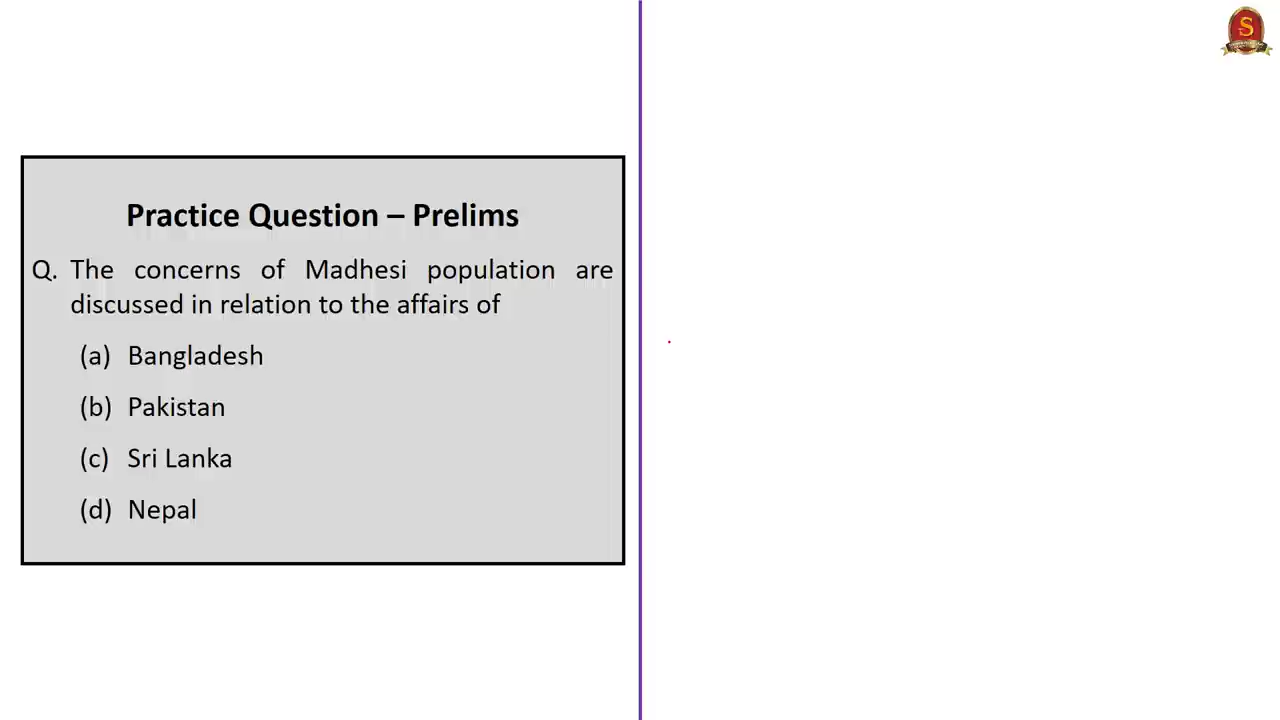 Practice Question – Prelims
Q. The concerns of Madhesi population are
discussed in relation to the affairs of
(a) Bangladesh
(b) Pakistan
(c) Sri Lanka
(d) Nepal
S